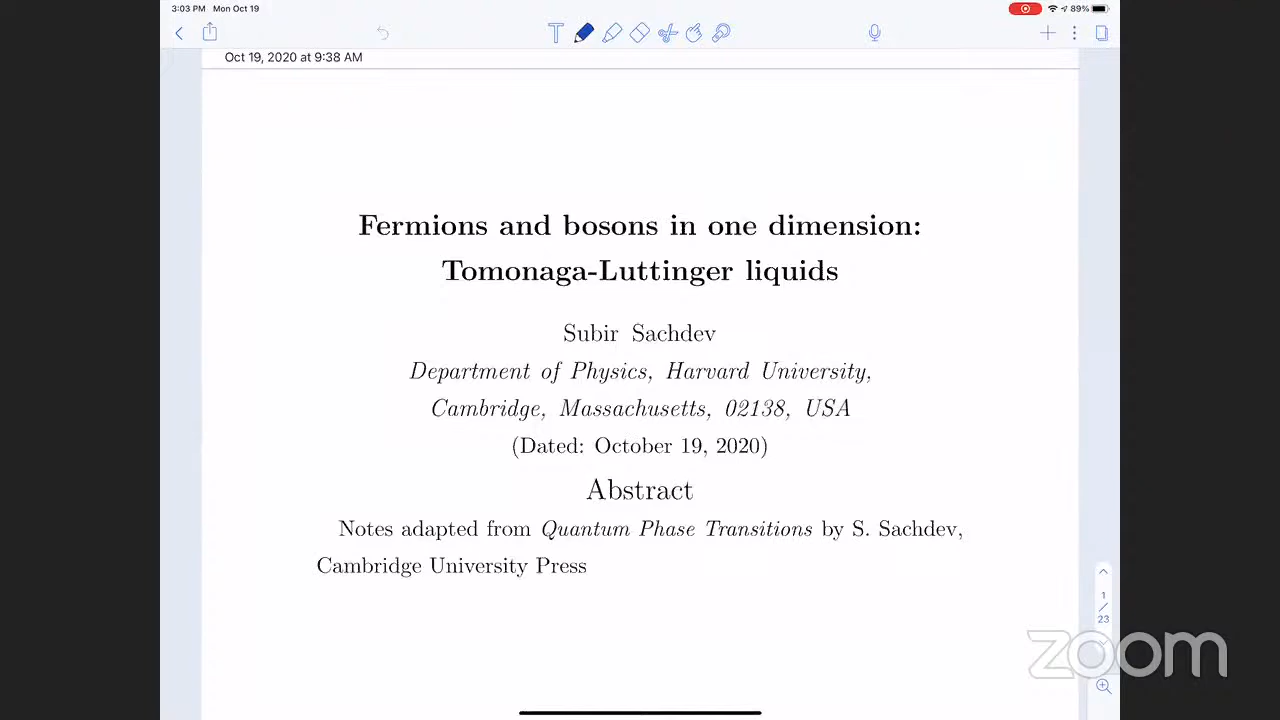 3:03 PM Mon Oct 19
89%
T
Oct 19, 2020 at 9:38 AM
Fermions and bosons in one dimension:
Tomonaga-Luttinger liquids
Subir Sachdev
Department of Physics, Harvard University,
Cambridge, Massachusetts, 02138, USA
(Dated: October 19, 2020)
Abstract
Notes adapted from Quantum Phase Transitions by S. Sachdev,
Cambridge University Press
1
/
23
zoom